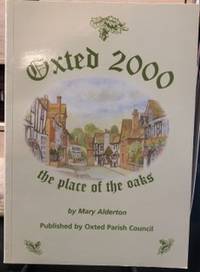 Oxted 2000
the place of the oaks
by Mary Alderton
Published by Oxted Parish Council